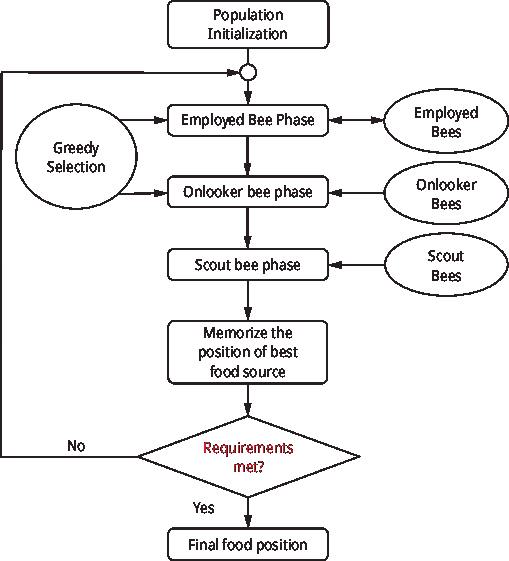 Population
Initialization
Employed Bee Phase
Employed
Bees
Greedy
Selection
Onlooker bee phase
Onlooker
Bees
Scout bee phase
Scout
Bees
Memorize the
position of best
food source
No
Requirements
met?
Yes
Final food position